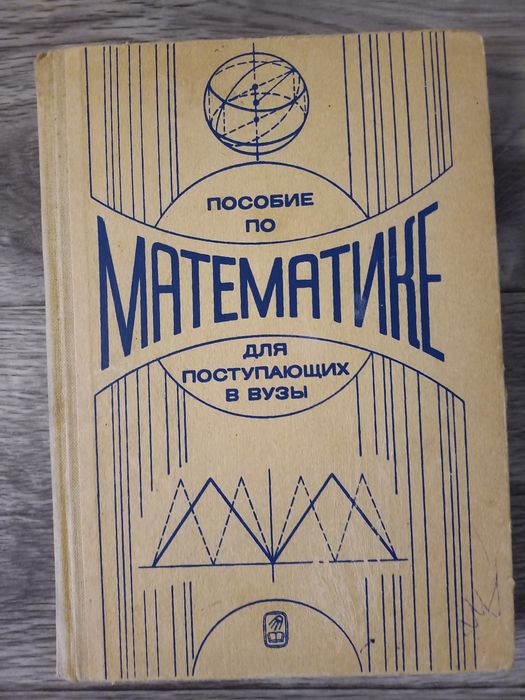 ПОСОБИЕ
ПО
МАТЕМАТИКЕ
ДЛЯ
ПОСТУПАЮЩИХ
В ВУЗЫ